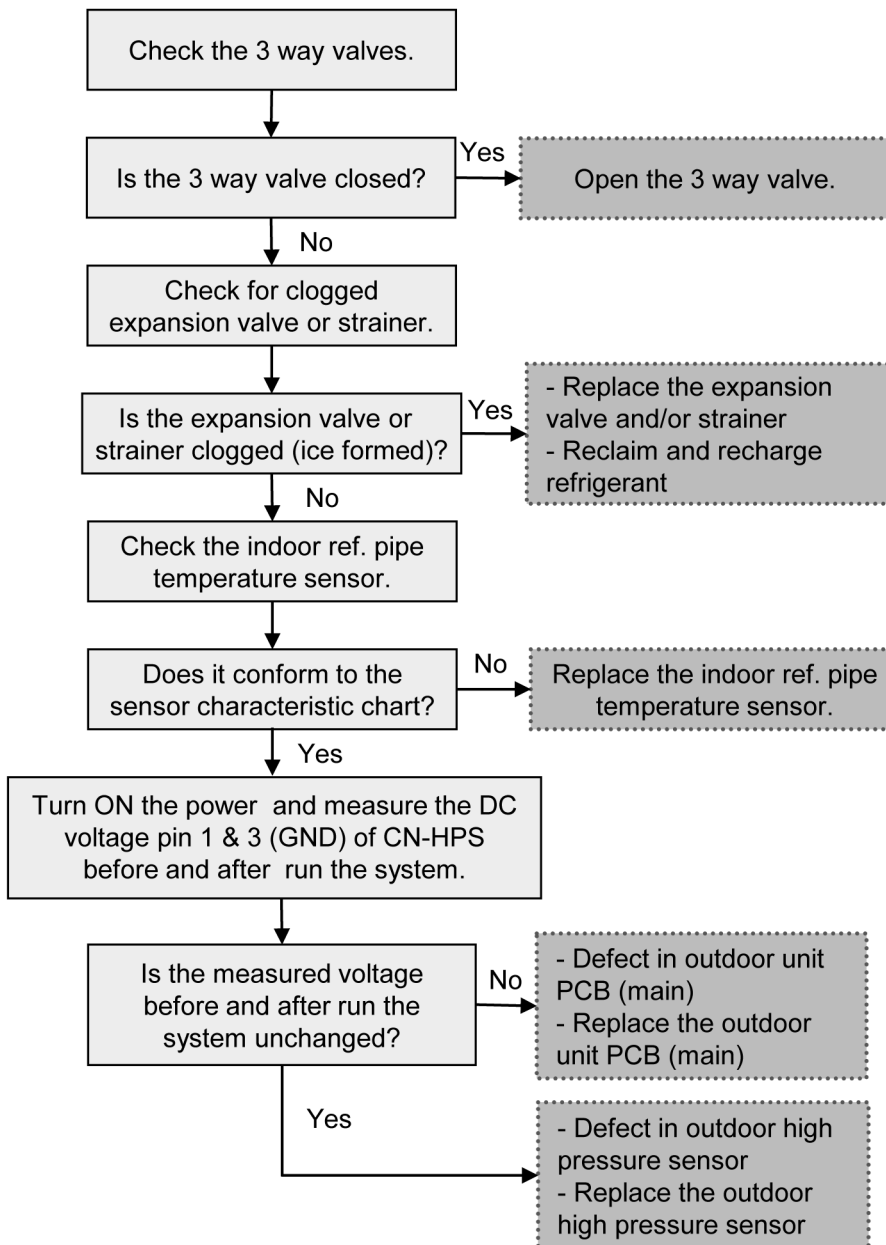 Check the 3 way valves.
Is the 3 way valve closed?
Yes
Open the 3 way valve.
No
Check for clogged
expansion valve or strainer.
Is the expansion valve or
strainer clogged (ice formed)?
Yes
- Replace the expansion
valve and/or strainer
- Reclaim and recharge
refrigerant
No
Check the indoor ref. pipe
temperature sensor.
Does it conform to the
sensor characteristic chart?
No
Replace the indoor ref. pipe
temperature sensor.
Yes
Turn ON the power and measure the DC
voltage pin 1 & 3 (GND) of CN-HPS
before and after run the system.
Is the measured voltage
before and after run the
system unchanged?
No
- Defect in outdoor unit
PCB (main)
- Replace the outdoor
unit PCB (main)
Yes
- Defect in outdoor high
pressure sensor
- Replace the outdoor
high pressure sensor